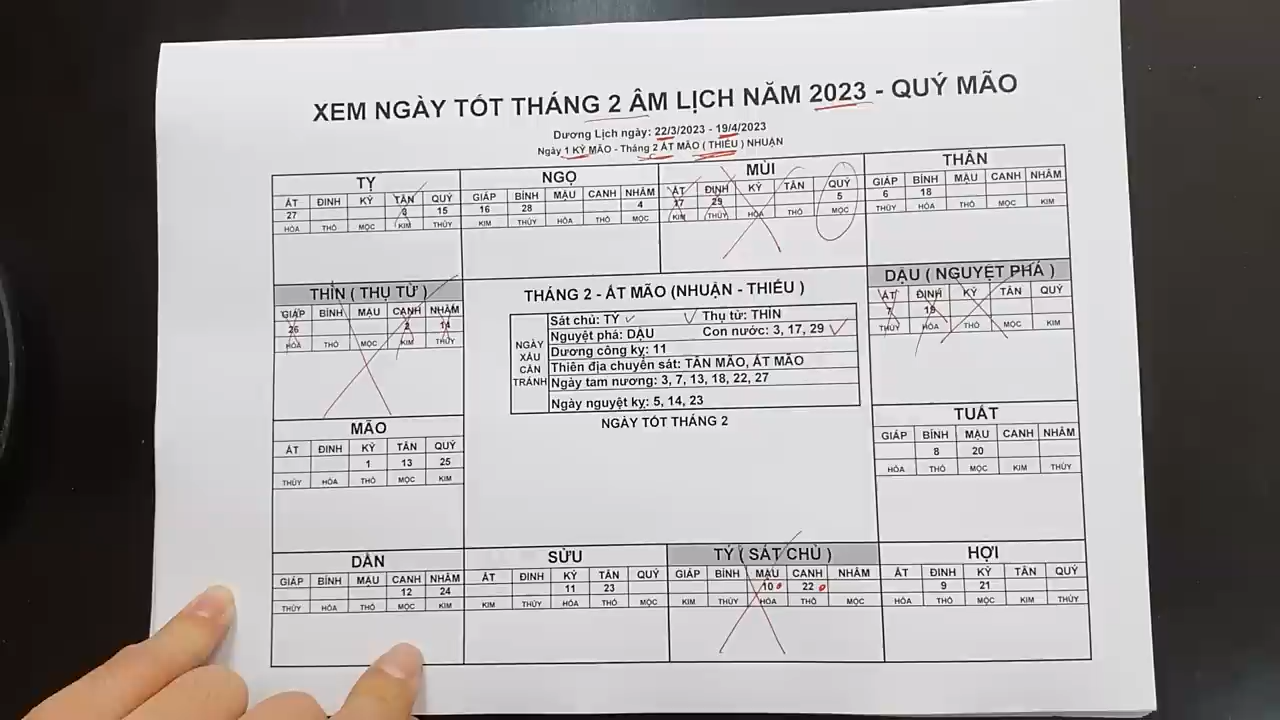 XEM NGÀY TỐT THÁNG 2 ÂM LỊCH NĂM 2023 - QUÝ MÃO
Dương Lịch ngày: 22/3/2023 - 19/4/2023
Ngày 1 KỶ MÃO - Tháng 2 ẤT MÃO ( THIẾU ) NHUẬN
TỴ
ẤT ĐINH KỶ TÂN QUÝ
27 3 15
HỎA THỔ MỘC KIM THỦY
NGỌ
GIÁP BÍNH MẬU CANH NHÂM
16 28 4
KIM THỦY HỎA THỔ MỘC
MÙI
ẤT ĐINH KỶ TÂN QUÝ
17 29 5
KIM THỦY HỎA THỔ MỘC
THÂN
GIÁP BÍNH MẬU CANH NHÂM
6 18
THỦY HỎA THỔ MỘC KIM
THÌN ( THỤ TỬ )
GIÁP BÍNH MẬU CANH NHÂM
26 2 14
HỎA THỔ MỘC KIM THỦY
THÁNG 2 - ẤT MÃO (NHUẬN - THIẾU )
NGÀY XẤU CẦN TRÁNH
Sát chủ: TÝ Thụ tử: THÌN
Nguyệt phá: DẬU Con nước: 3, 17, 29
Dương công kỵ: 11
Thiên địa chuyển sát: TÂN MÃO, ẤT MÃO
Ngày tam nương: 3, 7, 13, 18, 22, 27
Ngày nguyệt kỵ: 5, 14, 23
NGÀY TỐT THÁNG 2
DẬU ( NGUYỆT PHÁ )
ẤT ĐINH KỶ TÂN QUÝ
7 19
THỦY HỎA THỔ MỘC KIM
MÃO
ẤT ĐINH KỶ TÂN QUÝ
1 13 25
THỦY HỎA THỔ MỘC KIM
TUẤT
GIÁP BÍNH MẬU CANH NHÂM
8 20
HỎA THỔ MỘC KIM THỦY
DẦN
GIÁP BÍNH MẬU CANH NHÂM
12 24
THỦY HỎA THỔ MỘC KIM
SỬU
ẤT ĐINH KỶ TÂN QUÝ
11 23
KIM THỦY HỎA THỔ MỘC
TÝ ( SÁT CHỦ )
GIÁP BÍNH MẬU CANH NHÂM
10 22
KIM THỦY HỎA THỔ MỘC
HỢI
ẤT ĐINH KỶ TÂN QUÝ
9 21
HỎA THỔ MỘC KIM THỦY